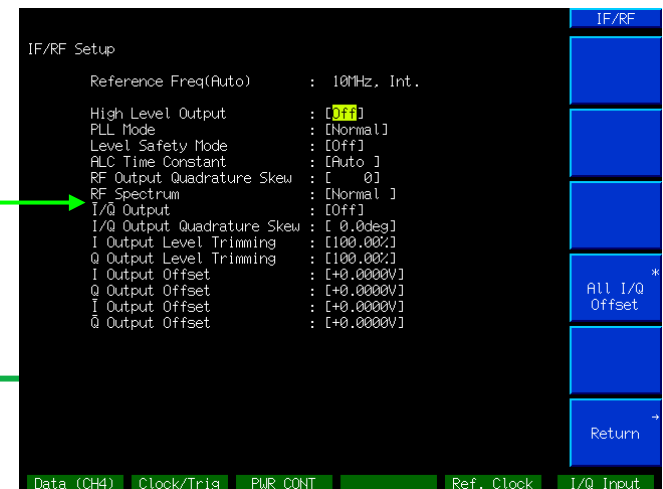 IF/RF
IF/RF Setup
Reference Freq(Auto) : 10MHz, Int.
High Level Output : [Off]
PLL Mode : [Normal]
Level Safety Mode : [Off]
ALC Time Constant : [Auto ]
RF Output Quadrature Skew : [ 0]
RF Spectrum : [Normal ]
Ī/Q̄ Output : [Off]
I/Q Output Quadrature Skew : [ 0.0deg]
I Output Level Trimming : [100.00%]
Q Output Level Trimming : [100.00%]
I Output Offset : [+0.0000V]
Q Output Offset : [+0.0000V]
Ī Output Offset : [+0.0000V]
Q̄ Output Offset : [+0.0000V]
*
All I/Q
Offset
→
Return
Data (CH4) Clock/Trig PWR CONT Ref. Clock I/Q Input